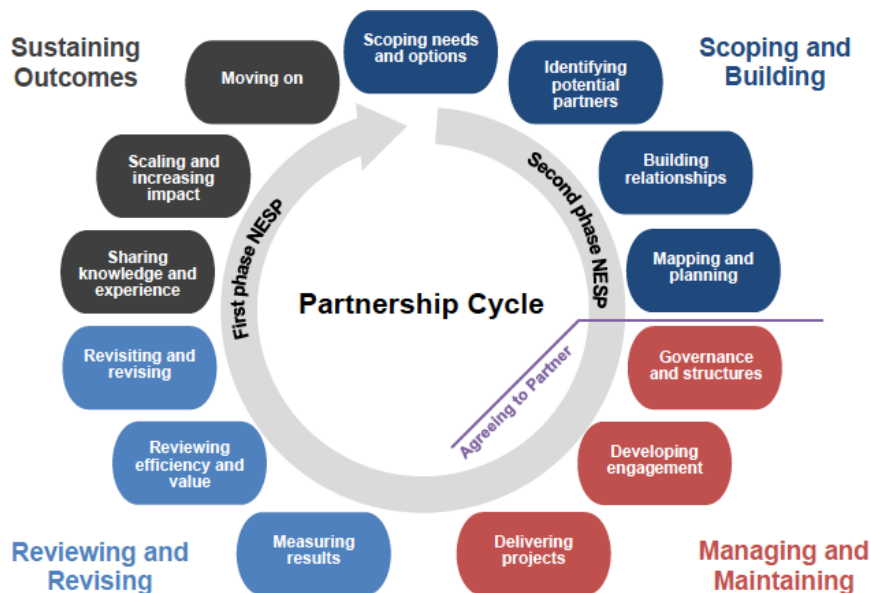 Sustaining
Outcomes
Moving on
Scoping needs
and options
Identifying
potential
partners
Scoping and
Building
Scaling and
increasing
impact
Building
relationships
Second phase NESP
First phase NESP
Sharing
knowledge and
experience
Mapping and
planning
Partnership Cycle
Agreeing to Partner
Revisiting and
revising
Governance
and structures
Reviewing
efficiency and
value
Developing
engagement
Measuring
results
Delivering
projects
Reviewing and
Revising
Managing and
Maintaining